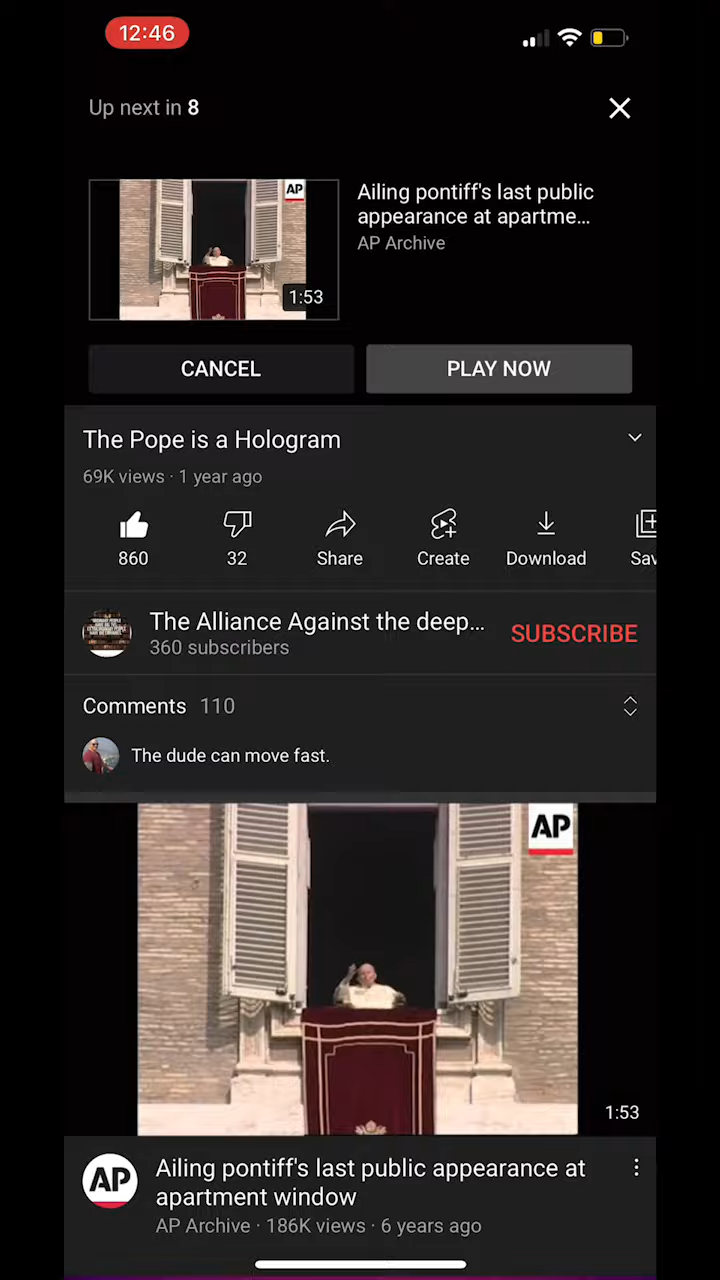 12:46
Up next in 8
AP
1:53
Ailing pontiff's last public
appearance at apartme...
AP Archive
CANCEL
PLAY NOW
The Pope is a Hologram
69K views · 1 year ago
860
32
Share
Create
Download
Sav
The Alliance Against the deep...
360 subscribers
SUBSCRIBE
Comments 110
The dude can move fast.
AP
1:53
AP
Ailing pontiff's last public appearance at
apartment window
AP Archive · 186K views · 6 years ago